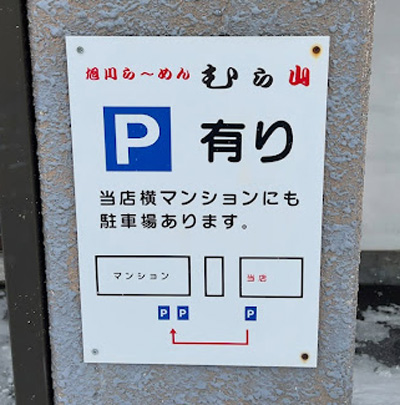 旭川ら〜めん むら山
P 有り
当店横マンションにも
駐車場あります。
マンション 当店
P P P